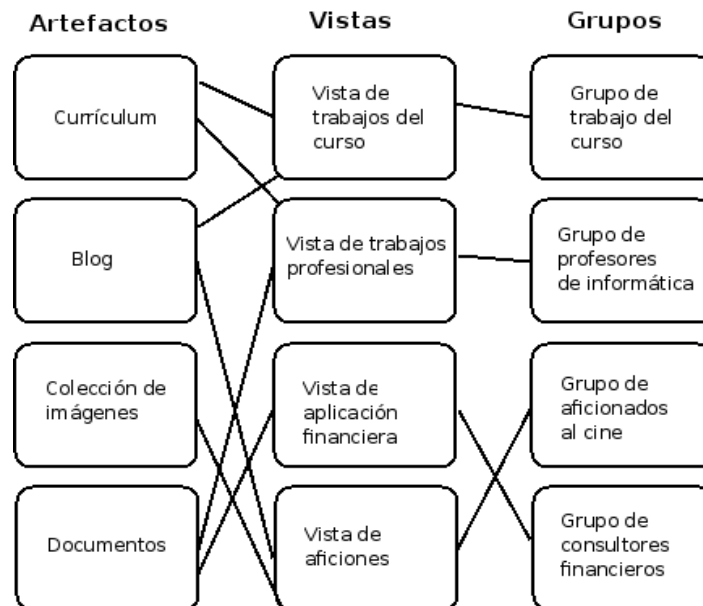 Artefactos
Vistas
Grupos
Currículum
Vista de
trabajos del
curso
Grupo de
trabajo del
curso
Blog
Vista de trabajos
profesionales
Grupo de
profesores
de informática
Colección de
imágenes
Vista de
aplicación
financiera
Grupo de
aficionados
al cine
Documentos
Vista de
aficiones
Grupo de
consultores
financieros